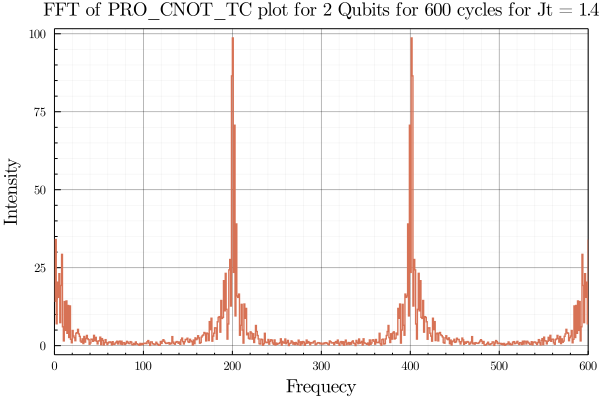 FFT of PRO_CNOT_TC plot for 2 Qubits for 600 cycles for Jt = 1.4
100
75
50
25
0
Intensity
0 100 200 300 400 500 600
Frequecy